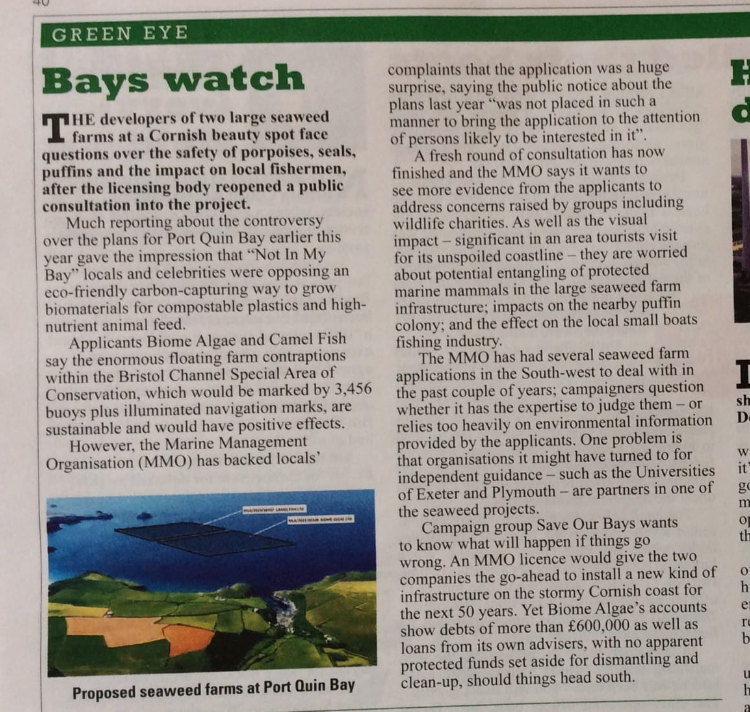 40
GREEN EYE
Bays watch
THE developers of two large seaweed
farms at a Cornish beauty spot face
questions over the safety of porpoises, seals,
puffins and the impact on local fishermen,
after the licensing body reopened a public
consultation into the project.
Much reporting about the controversy
over the plans for Port Quin Bay earlier this
year gave the impression that “Not In My
Bay” locals and celebrities were opposing an
eco-friendly carbon-capturing way to grow
biomaterials for compostable plastics and high-
nutrient animal feed.
Applicants Biome Algae and Camel Fish
say the enormous floating farm contraptions
within the Bristol Channel Special Area of
Conservation, which would be marked by 3,456
buoys plus illuminated navigation marks, are
sustainable and would have positive effects.
However, the Marine Management
Organisation (MMO) has backed locals’
Proposed seaweed farms at Port Quin Bay
complaints that the application was a huge
surprise, saying the public notice about the
plans last year “was not placed in such a
manner to bring the application to the attention
of persons likely to be interested in it”.
A fresh round of consultation has now
finished and the MMO says it wants to
see more evidence from the applicants to
address concerns raised by groups including
wildlife charities. As well as the visual
impact – significant in an area tourists visit
for its unspoiled coastline – they are worried
about potential entangling of protected
marine mammals in the large seaweed farm
infrastructure; impacts on the nearby puffin
colony; and the effect on the local small boats
fishing industry.
The MMO has had several seaweed farm
applications in the South-west to deal with in
the past couple of years; campaigners question
whether it has the expertise to judge them – or
relies too heavily on environmental information
provided by the applicants. One problem is
that organisations it might have turned to for
independent guidance – such as the Universities
of Exeter and Plymouth – are partners in one of
the seaweed projects.
Campaign group Save Our Bays wants
to know what will happen if things go
wrong. An MMO licence would give the two
companies the go-ahead to install a new kind of
infrastructure on the stormy Cornish coast for
the next 50 years. Yet Biome Algae’s accounts
show debts of more than £600,000 as well as
loans from its own advisers, with no apparent
protected funds set aside for dismantling and
clean-up, should things head south.